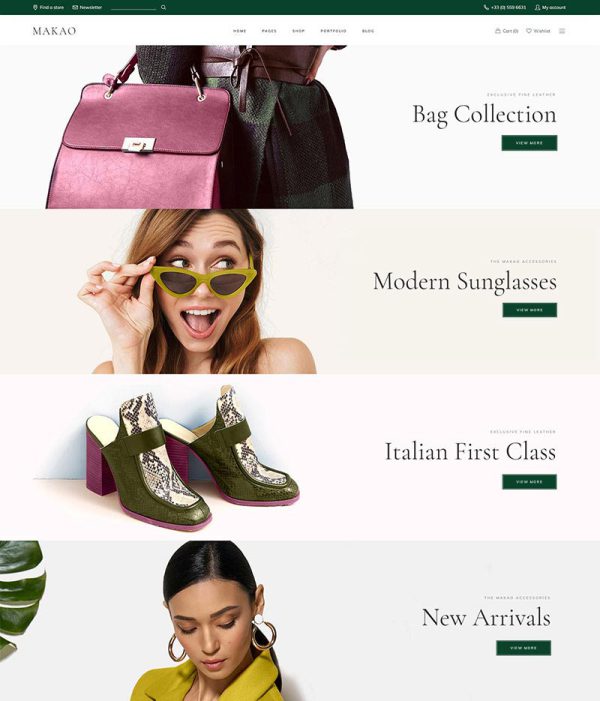 Find a store Newsletter +33 (0) 559 6631 My account
MAKAO HOME PAGES SHOP PORTFOLIO BLOG Cart (0) Wishlist
EXCLUSIVE FINE LEATHER
Bag Collection
VIEW MORE
THE MAKAO ACCESSORIES
Modern Sunglasses
VIEW MORE
EXCLUSIVE FINE LEATHER
Italian First Class
VIEW MORE
THE MAKAO ACCESSORIES
New Arrivals
VIEW MORE